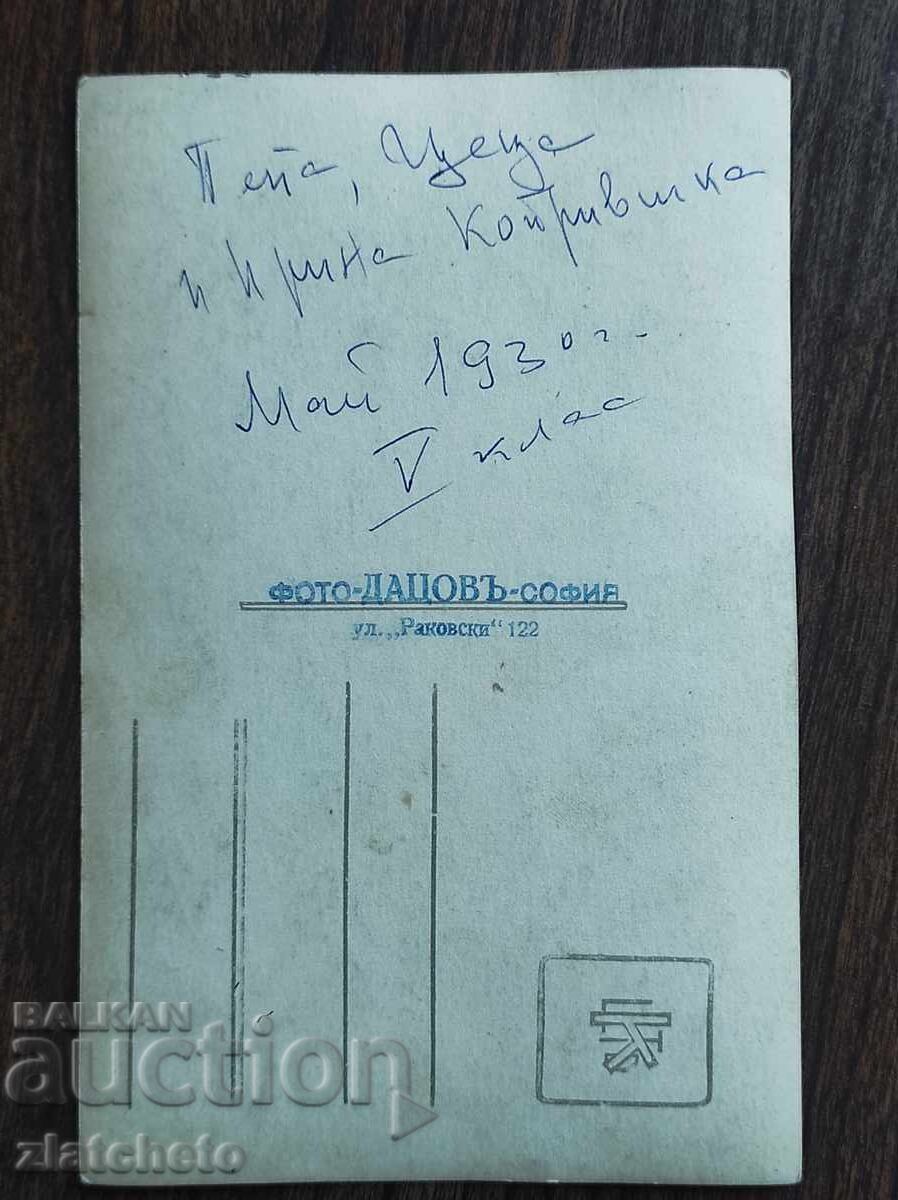 Пепа, Цеца
и Ирина Копрившка
Май 1930 г.
V клас
ФОТО-ДАЦОВЪ-СОФИЯ
ул. „Раковски“ 122
BALKAN
auction
zlatcheto